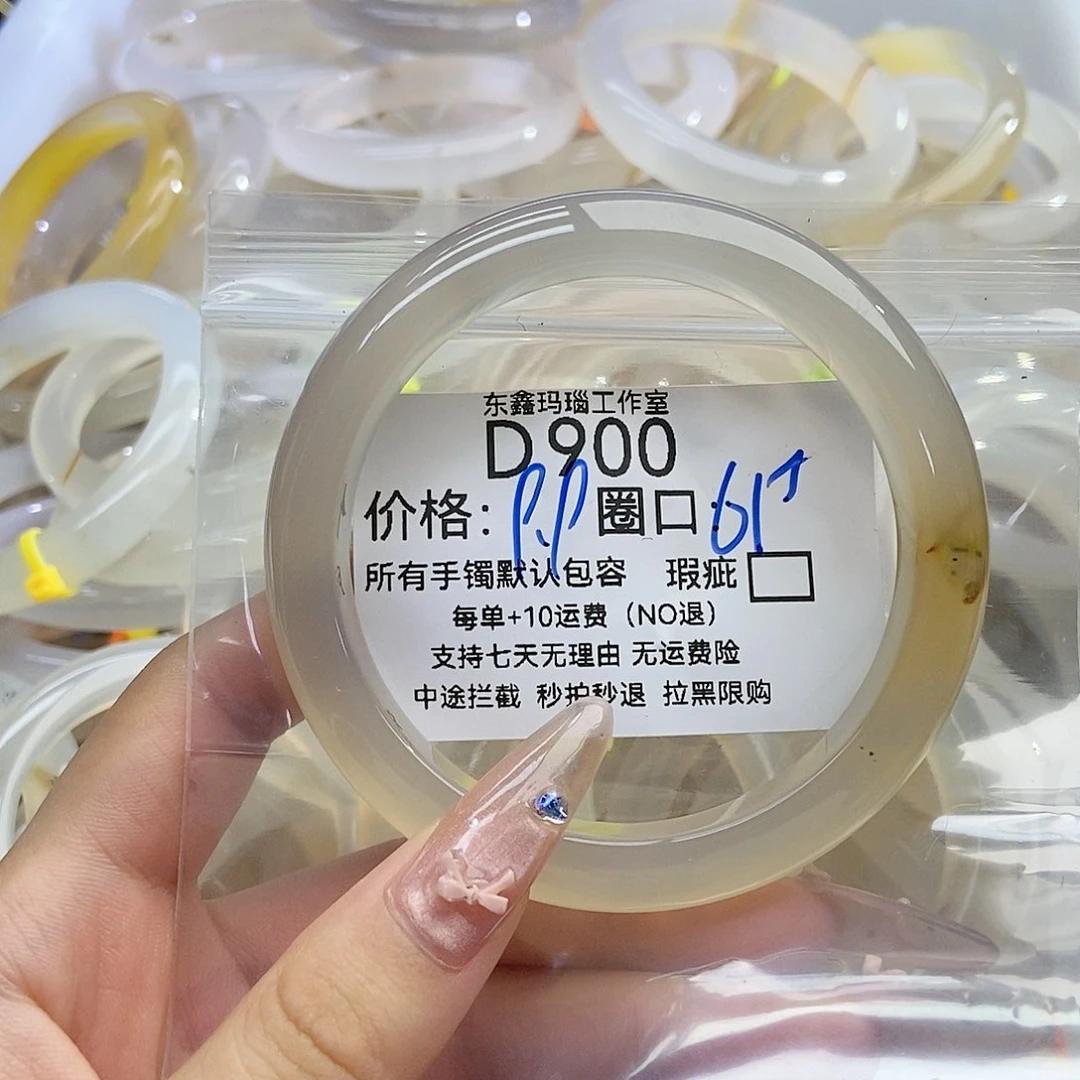 东鑫玛瑙工作室
D900
价格: 圈口: 61↑
所有手镯默认包容 瑕疵
每单+10运费（NO退）
支持七天无理由 无运费险
中途拦截 秒拍秒退 拉黑限购